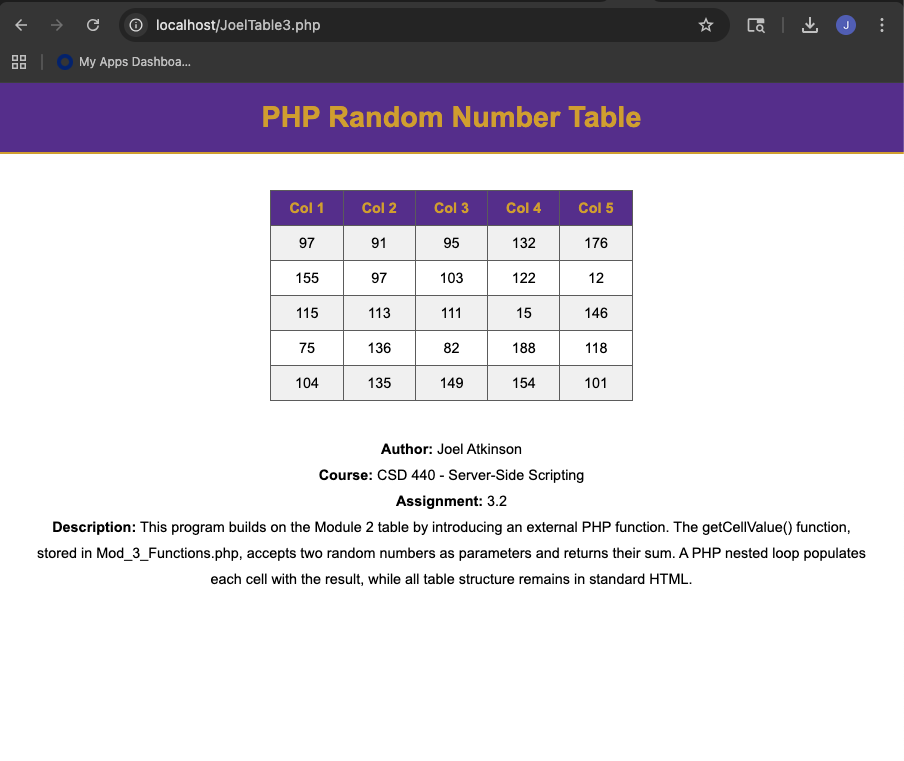 localhost/JoelTable3.php
J
My Apps Dashboa...
PHP Random Number Table
Col 1 Col 2 Col 3 Col 4 Col 5
97 91 95 132 176
155 97 103 122 12
115 113 111 15 146
75 136 82 188 118
104 135 149 154 101
Author: Joel Atkinson
Course: CSD 440 - Server-Side Scripting
Assignment: 3.2
Description: This program builds on the Module 2 table by introducing an external PHP function. The getCellValue() function,
stored in Mod_3_Functions.php, accepts two random numbers as parameters and returns their sum. A PHP nested loop populates
each cell with the result, while all table structure remains in standard HTML.